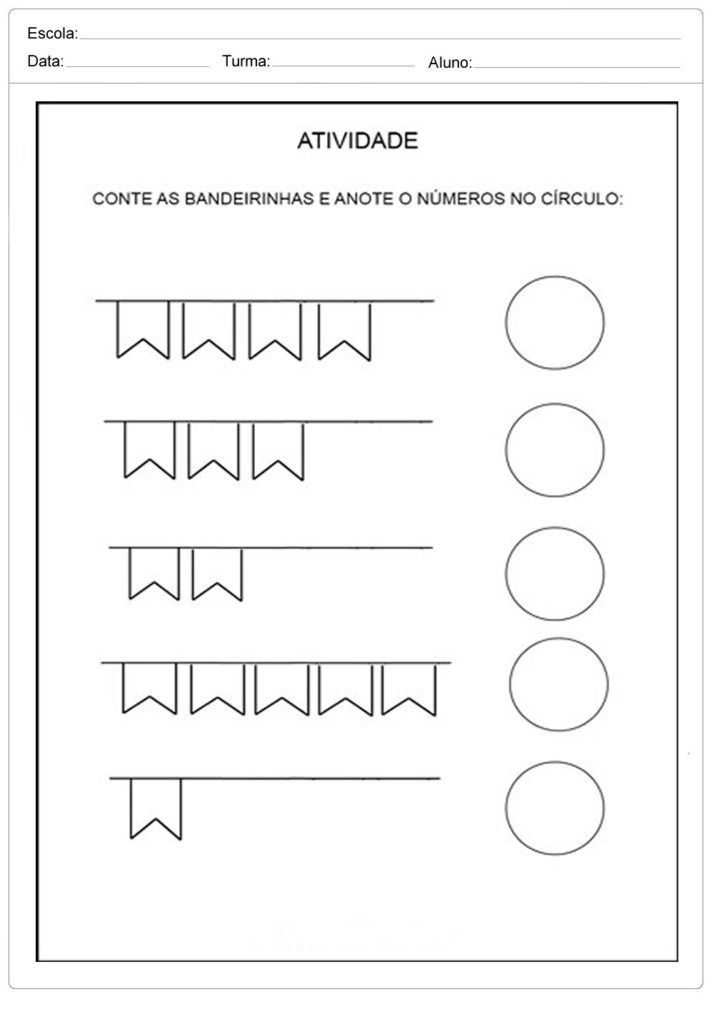 Escola:
Data: Turma: Aluno:
ATIVIDADE
CONTE AS BANDEIRINHAS E ANOTE O NÚMEROS NO CÍRCULO: